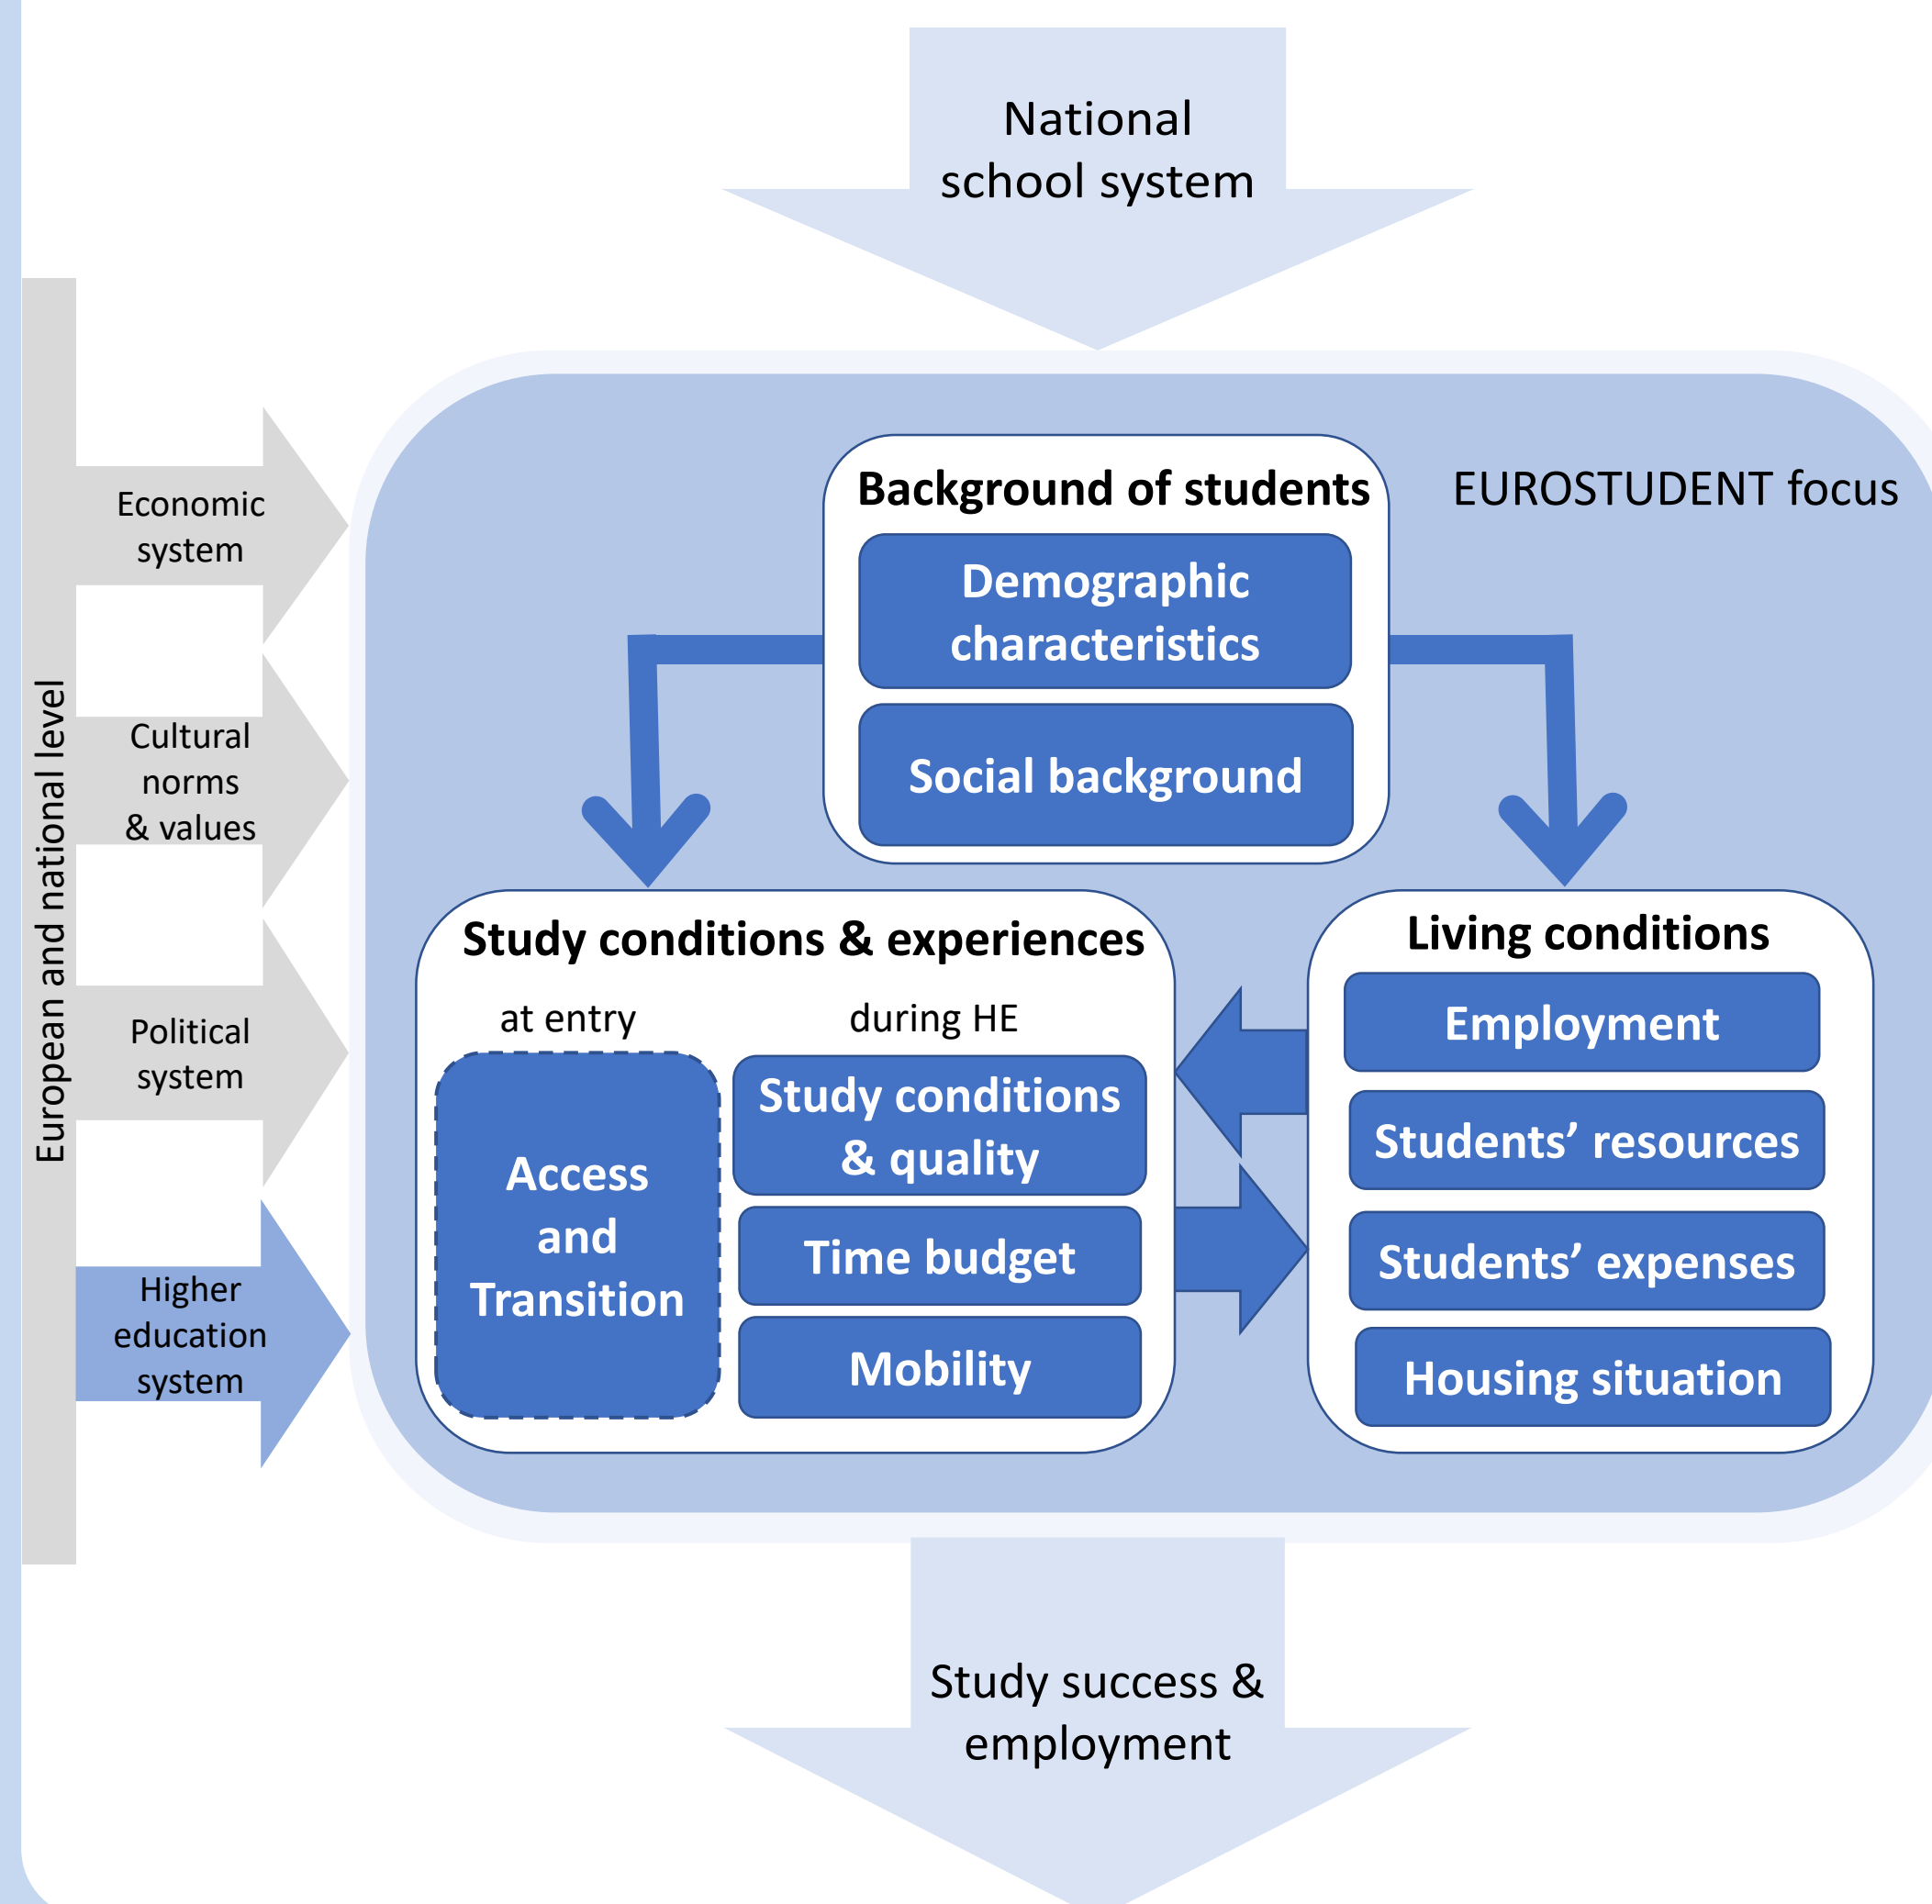 National
school system
European and national level
Economic
system
Cultural
norms
& values
Political
system
Higher
education
system
EUROSTUDENT focus
Background of students
Demographic
characteristics
Social background
Study conditions & experiences
at entry
during HE
Access
and
Transition
Study conditions
& quality
Time budget
Mobility
Living conditions
Employment
Students’ resources
Students’ expenses
Housing situation
Study success &
employment